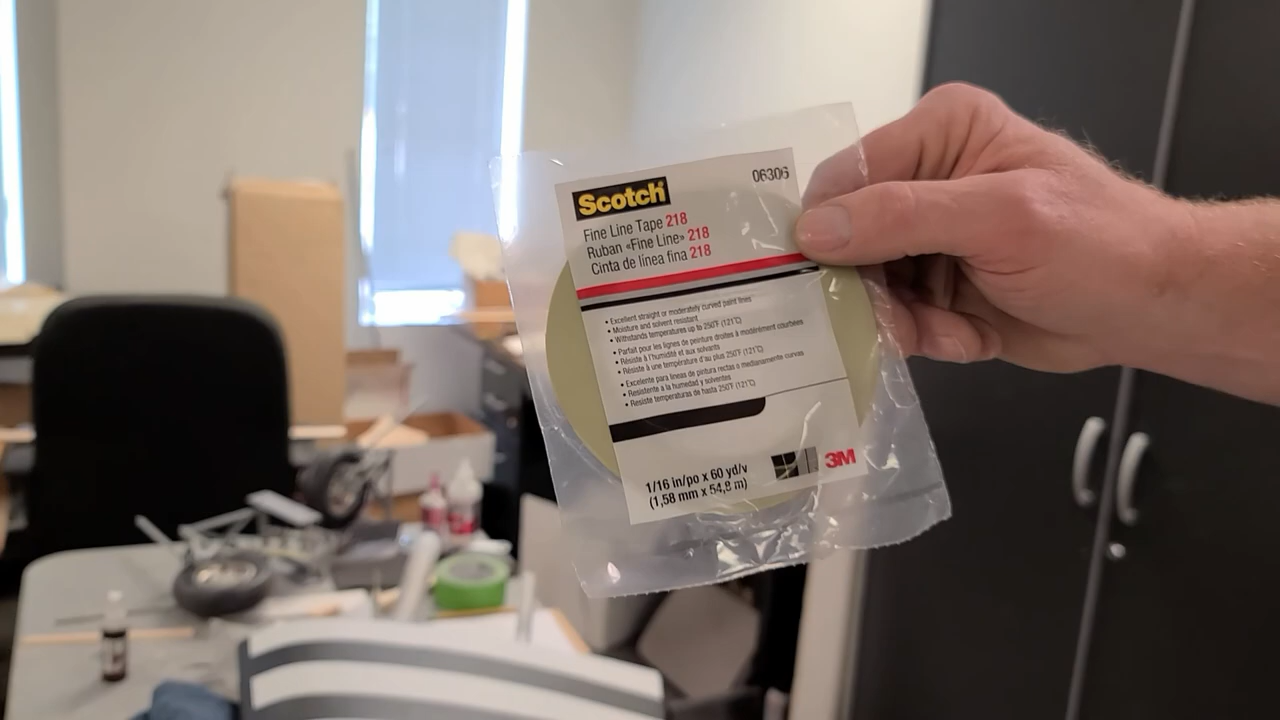 Scotch
06306
Fine Line Tape 218
Ruban «Fine Line» 218
Cinta de línea fina 218
• Excellent straight or moderately curved paint lines
• Moisture and solvent resistant
• Withstands temperatures up to 250°F (121°C)
• Parfait pour les lignes de peinture droites à modérément courbées
• Résiste à l'humidité et aux solvants
• Résiste à une température d'au plus 250°F (121°C)
• Excelente para lineas de pintura rectas o medianamente curvas
• Resistente a la humedad y solventes
• Resiste temperaturas de hasta 250°F (121°C)
1/16 in/po x 60 yd/v
(1,58 mm x 54,8 m)
3M